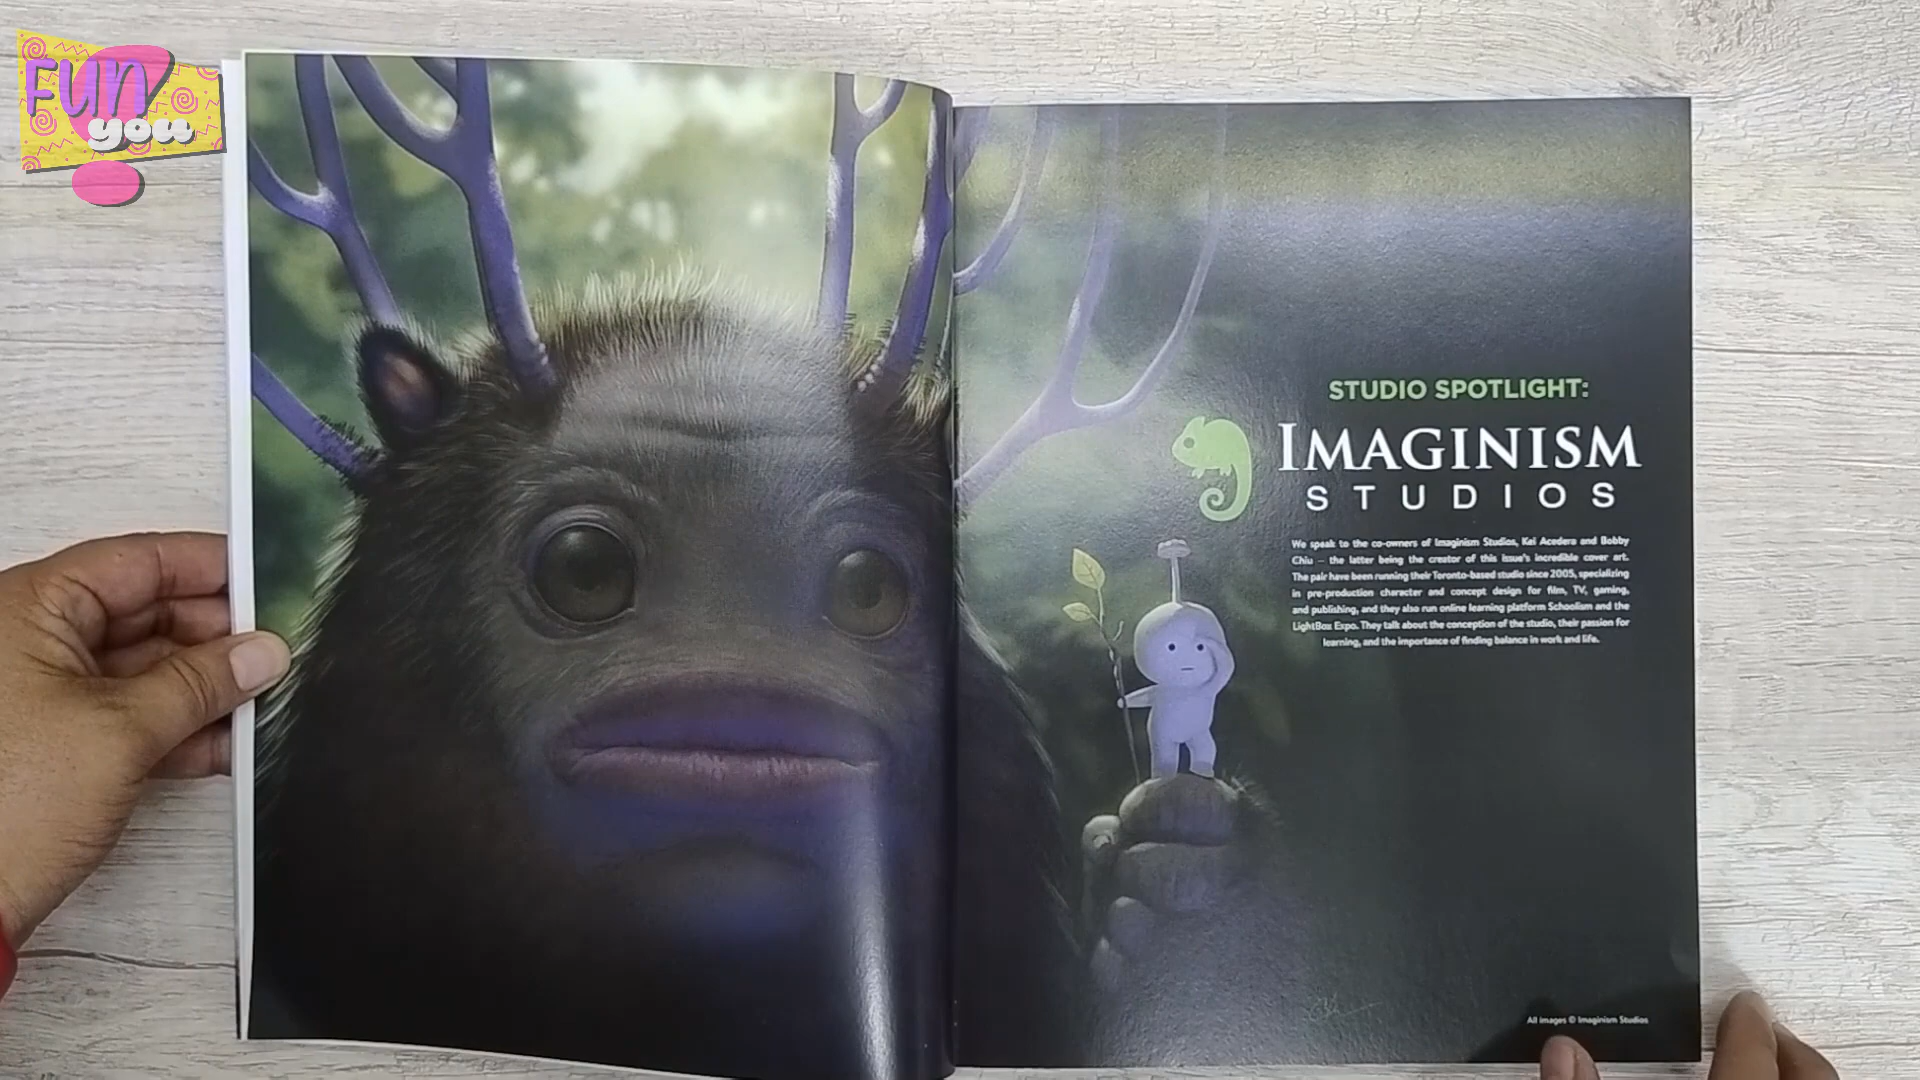 Fun
you
STUDIO SPOTLIGHT:
IMAGINISM
STUDIOS
We speak to the co-owners of Imaginism Studios, Kei Acedera and Bobby
Chiu – the latter being the creator of this issue's incredible cover art.
The pair have been running their Toronto-based studio since 2005, specializing
in pre-production character and concept design for film, TV, gaming,
and publishing, and they also run online learning platform Schoolism and the
LightBox Expo. They talk about the conception of the studio, their passion for
learning, and the importance of finding balance in work and life.
All images © Imaginism Studios